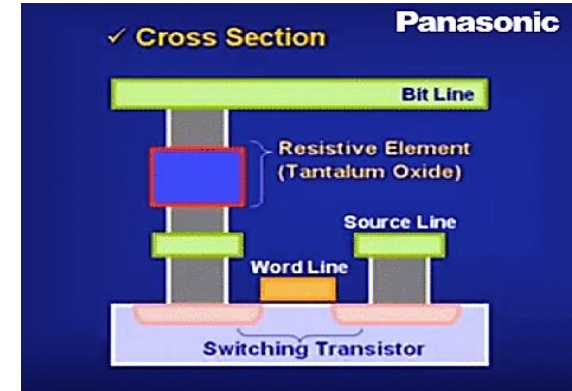 Panasonic
✓ Cross Section
Bit Line
Resistive Element
(Tantalum Oxide)
Source Line
Word Line
Switching Transistor